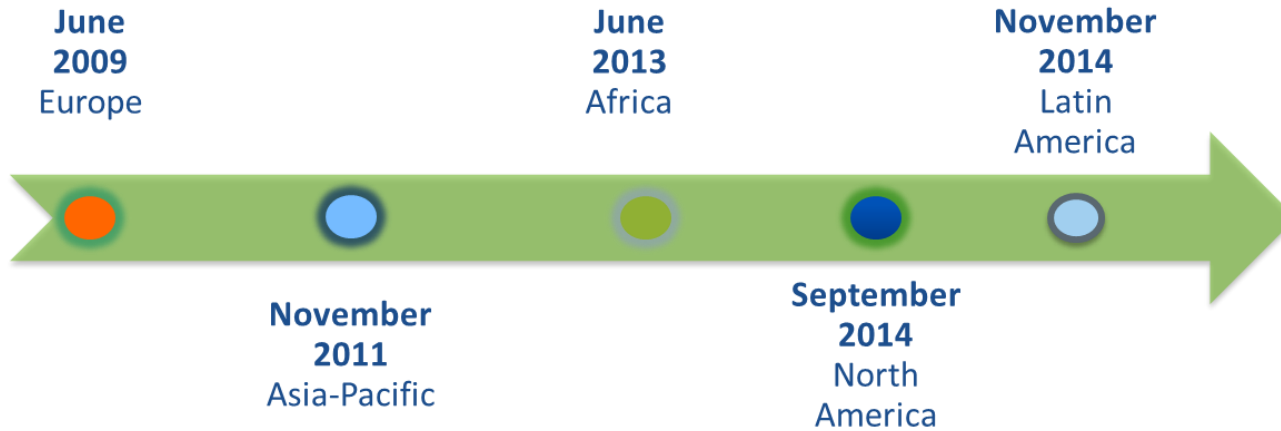 June
2009
Europe
November
2011
Asia-Pacific
June
2013
Africa
September
2014
North
America
November
2014
Latin
America